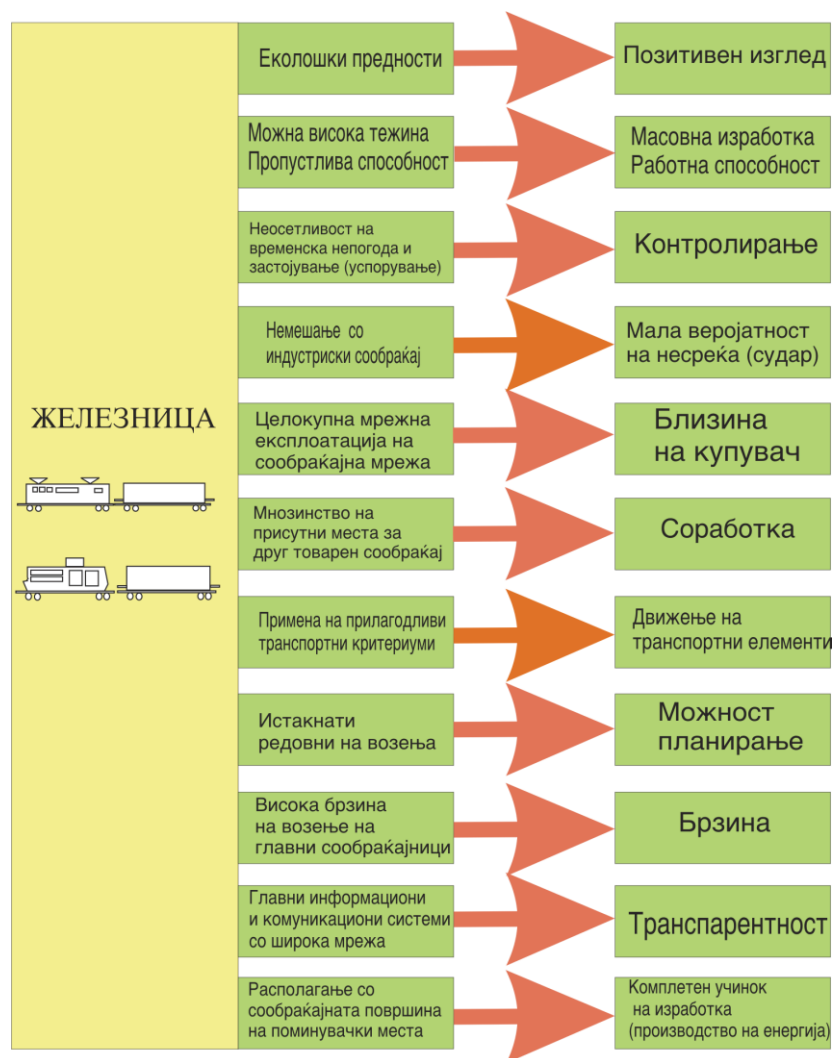 ЖЕЛЕЗНИЦА
Еколошки предности
Позитивен изглед
Можна висока тежина
Пропустлива способност
Масовна изработка
Работна способност
Неосетливост на
временска непогода и
застојување (успорување)
Контролирање
Немешање со
индустриски сообраќај
Мала веројатност
на несреќа (судар)
Целокупна мрежна
експлоатација на
сообраќајна мрежа
Близина
на купувач
Мнозинство на
присутни места за
друг товарен сообраќај
Соработка
Примена на прилагодливи
транспортни критериуми
Движење на
транспортни елементи
Истакнати
редовни на возења
Можност
планирање
Висока брзина
на возење на
главни сообраќајници
Брзина
Главни информациони
и комуникациони системи
со широка мрежа
Транспарентност
Располагање со
сообраќајната површина
на поминувачки места
Комплетен учинок
на изработка
(производство на енергија)